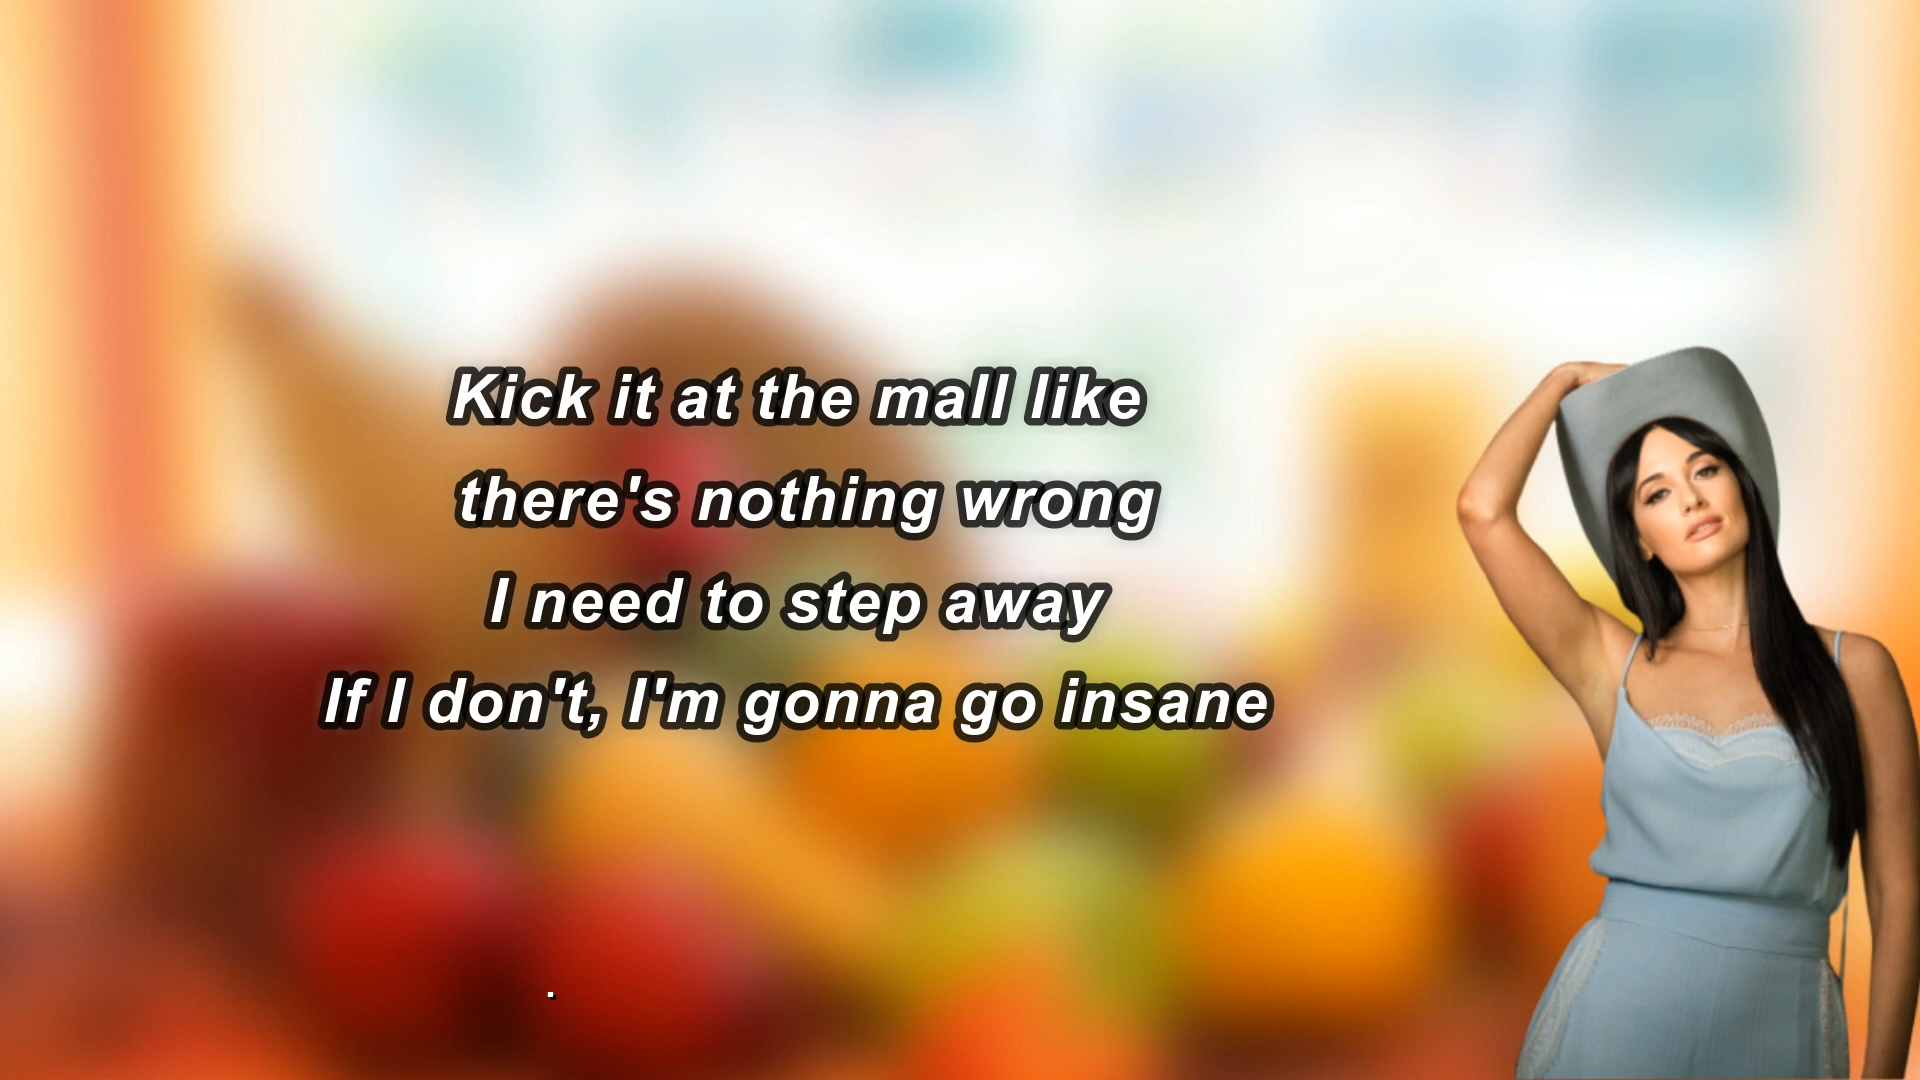 Kick it at the mall like
there's nothing wrong
I need to step away
If I don't, I'm gonna go insane
.